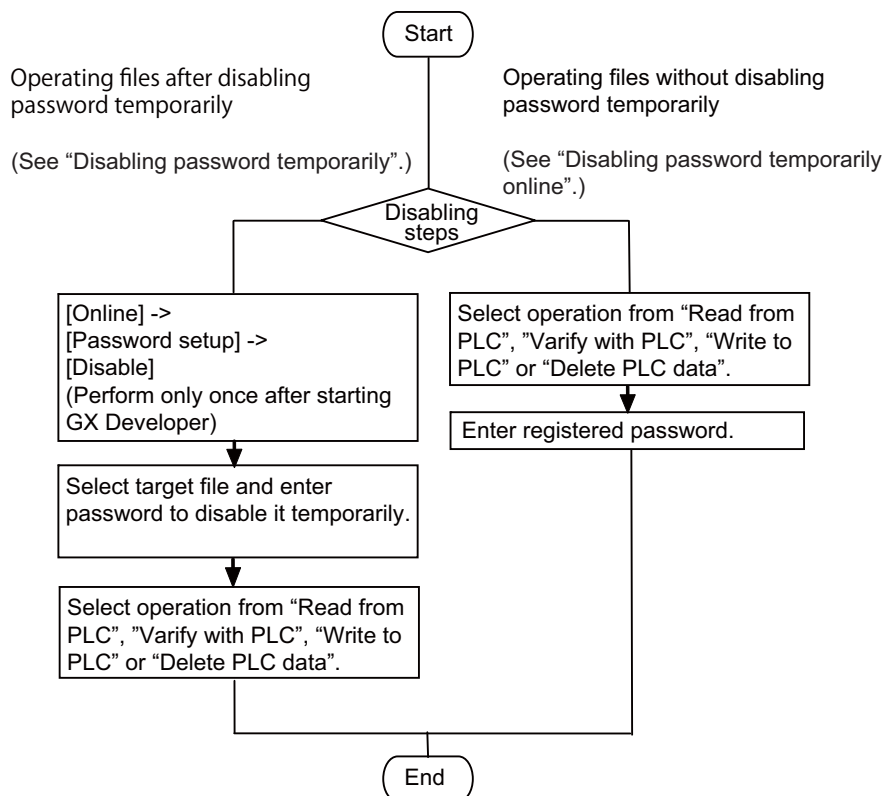 Start
Operating files after disabling
password temporarily
(See “Disabling password temporarily”.)
Operating files without disabling
password temporarily
(See “Disabling password temporarily
online”.)
Disabling
steps
[Online] ->
[Password setup] ->
[Disable]
(Perform only once after starting
GX Developer)
Select target file and enter
password to disable it temporarily.
Select operation from “Read from
PLC”, ”Varify with PLC”, “Write to
PLC” or “Delete PLC data”.
Select operation from “Read from
PLC”, ”Varify with PLC”, “Write to
PLC” or “Delete PLC data”.
Enter registered password.
End